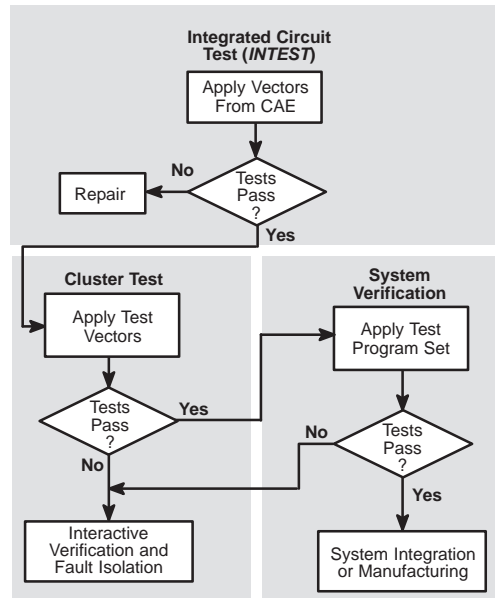 Integrated Circuit
Test (INTEST)
Apply Vectors
From CAE
No
Tests
Pass
?
Repair
Yes
Cluster Test
Apply Test
Vectors
Tests
Pass
?
Yes
No
Interactive
Verification and
Fault Isolation
System
Verification
Apply Test
Program Set
No
Tests
Pass
?
Yes
System Integration
or Manufacturing